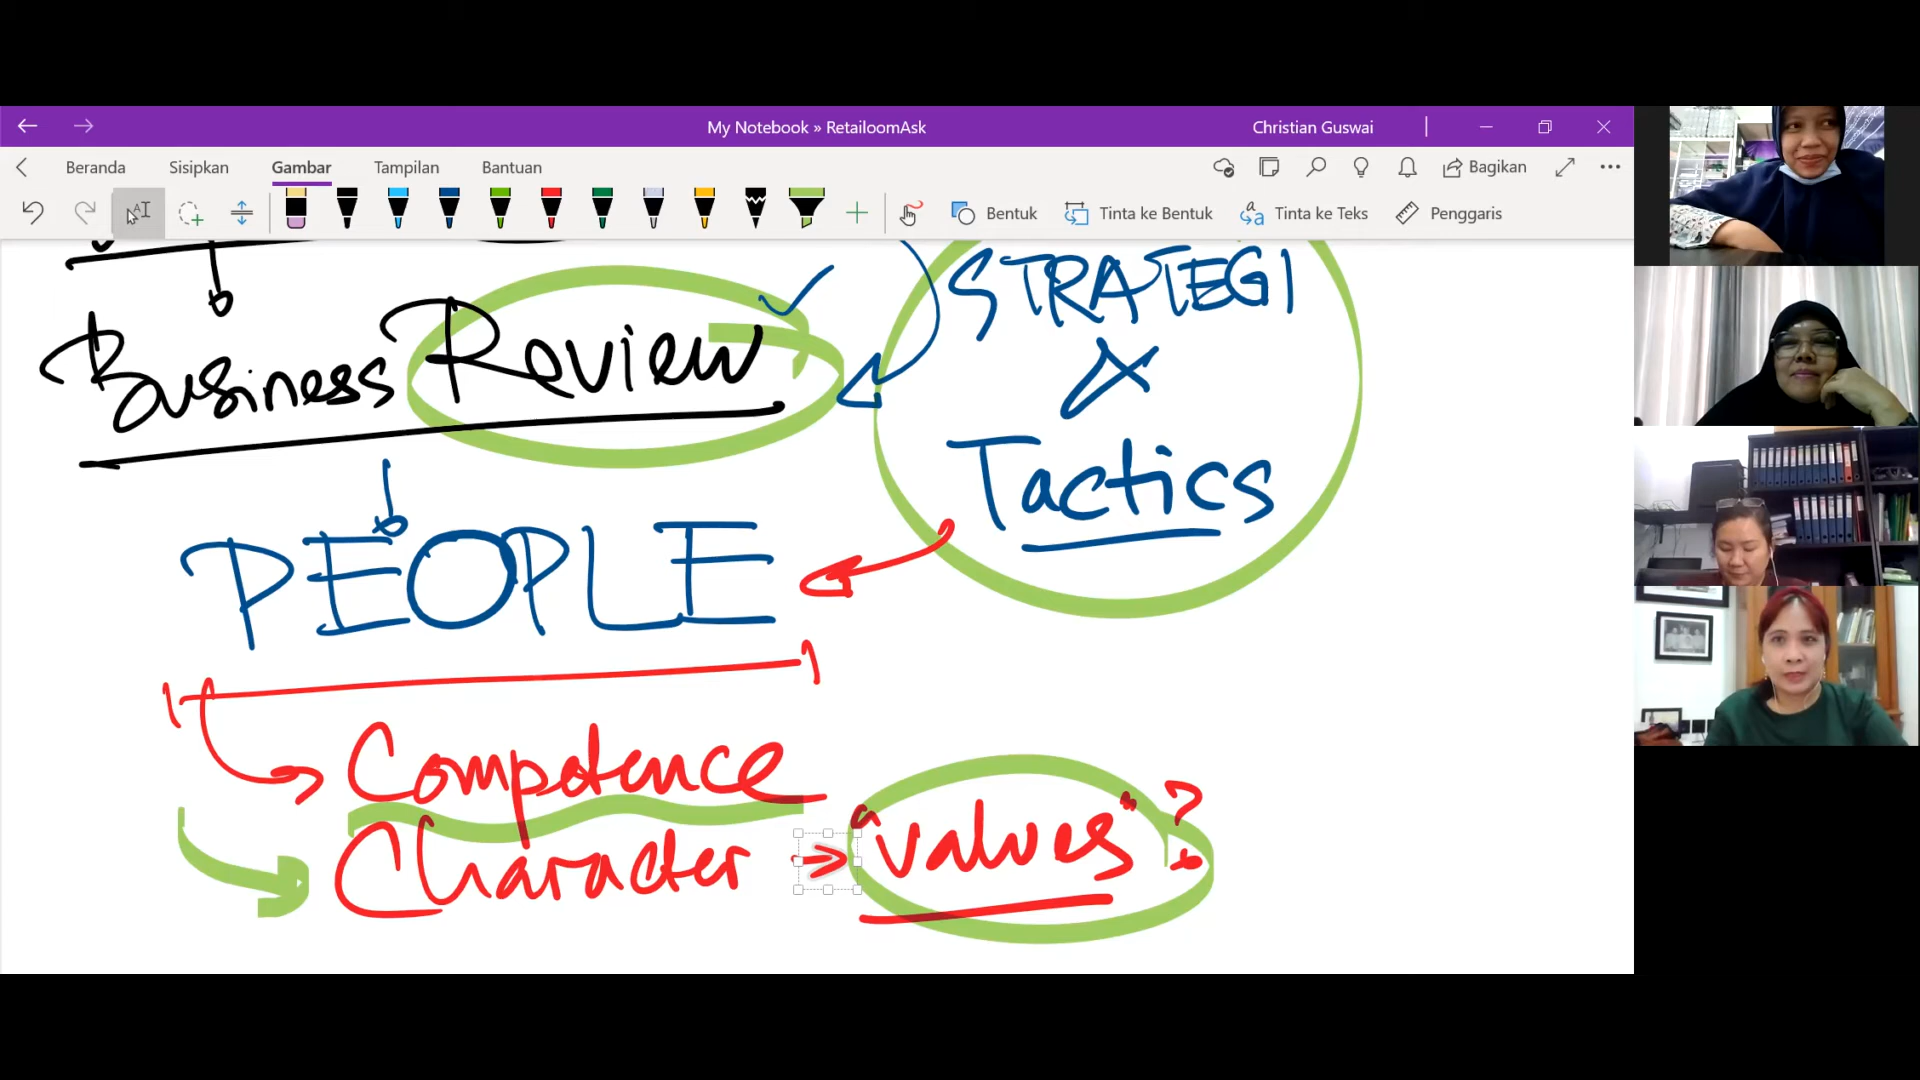 My Notebook » RetailoomAsk
Christian Guswai
Beranda Sisipkan Gambar Tampilan Bantuan
Bagikan
Bentuk Tinta ke Bentuk Tinta ke Teks Penggaris
STRATEGI
&
Tactics
Business Review
PEOPLE
Competence
Character → "values" ?